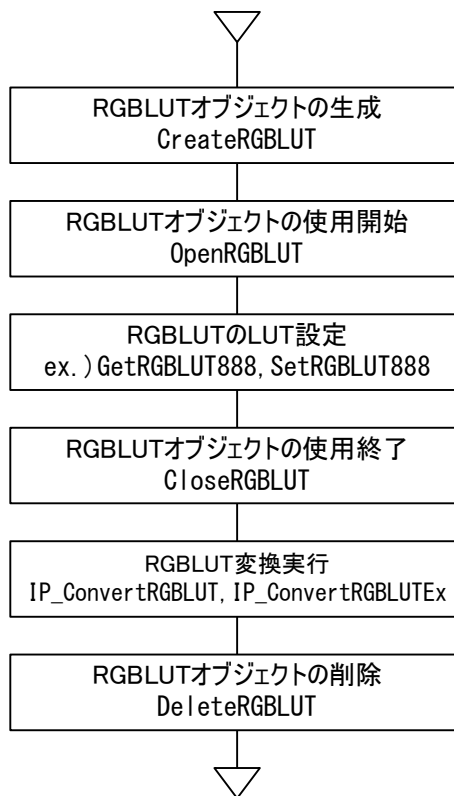 RGBLUTオブジェクトの生成
CreateRGBLUT
RGBLUTオブジェクトの使用開始
OpenRGBLUT
RGBLUTのLUT設定
ex.)GetRGBLUT888,SetRGBLUT888
RGBLUTオブジェクトの使用終了
CloseRGBLUT
RGBLUT変換実行
IP_ConvertRGBLUT,IP_ConvertRGBLUTEx
RGBLUTオブジェクトの削除
DeleteRGBLUT